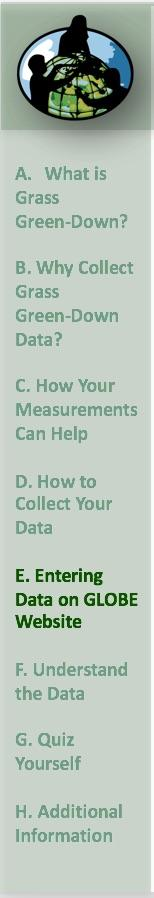 A. What is
Grass
Green-Down?
B. Why Collect
Grass
Green-Down
Data?
C. How Your
Measurements
Can Help
D. How to
Collect Your
Data
E. Entering
Data on GLOBE
Website
F. Understand
the Data
G. Quiz
Yourself
H. Additional
Information